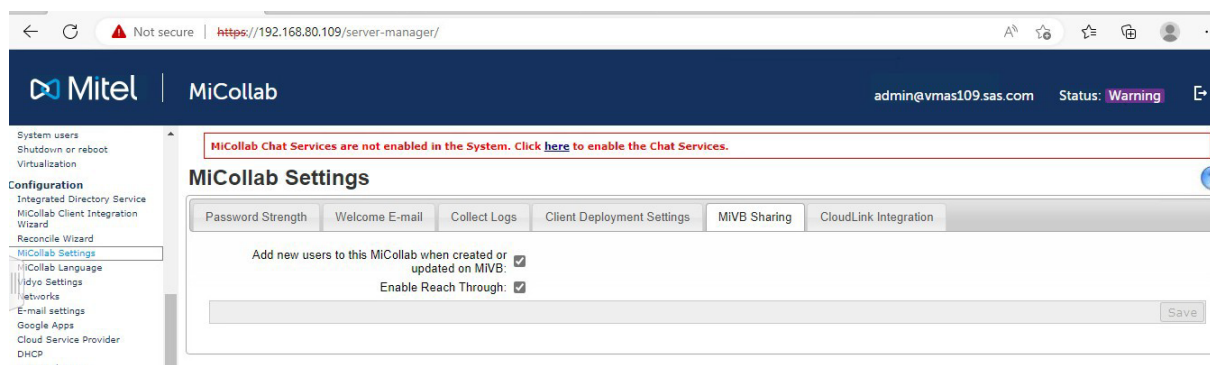 Not secure | https://192.168.80.109/server-manager/
Mitel | MiCollab
admin@vmas109.sas.com Status: Warning
System users
Shutdown or reboot
Virtualization
Configuration
Integrated Directory Service
MiCollab Client Integration
Wizard
Reconcile Wizard
MiCollab Settings
MiCollab Language
Vidyo Settings
Networks
E-mail settings
Google Apps
Cloud Service Provider
DHCP
MiCollab Chat Services are not enabled in the System. Click here to enable the Chat Services.
MiCollab Settings
Password Strength Welcome E-mail Collect Logs Client Deployment Settings MiVB Sharing CloudLink Integration
Add new users to this MiCollab when created or
updated on MiVB:
Enable Reach Through:
Save